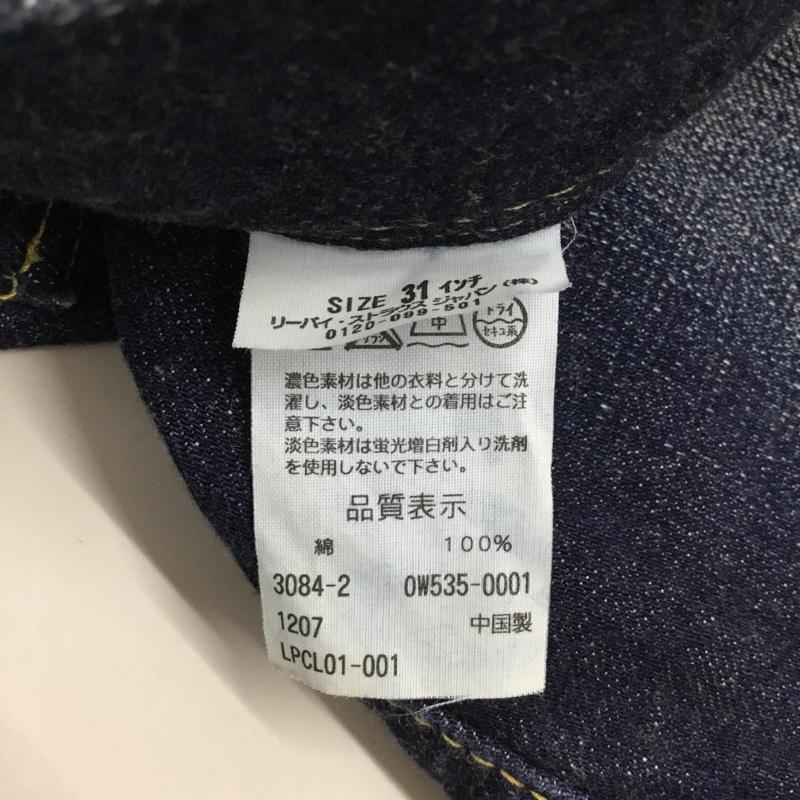 SIZE 31 インチ
リーバイ・ストラウス ジャパン (株)
0120-099-501
中
ドライ
セキユ系
濃色素材は他の衣料と分けて洗
濯し、淡色素材との着用はご注
意下さい。
淡色素材は蛍光増白剤入り洗剤
を使用しないで下さい。
品質表示
綿 100%
3084-2 0W535-0001
1207 中国製
LPCL01-001